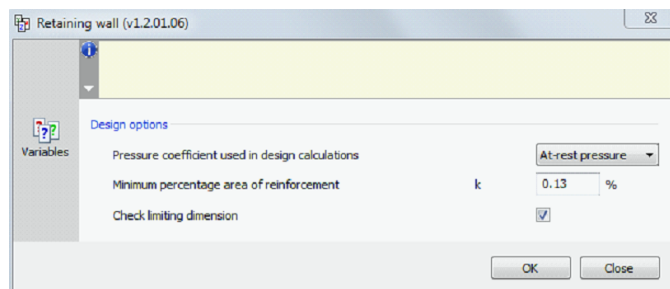 Retaining wall (v1.2.01.06)
Design options
Variables
Pressure coefficient used in design calculations At-rest pressure
Minimum percentage area of reinforcement k 0.13 %
Check limiting dimension
OK Close